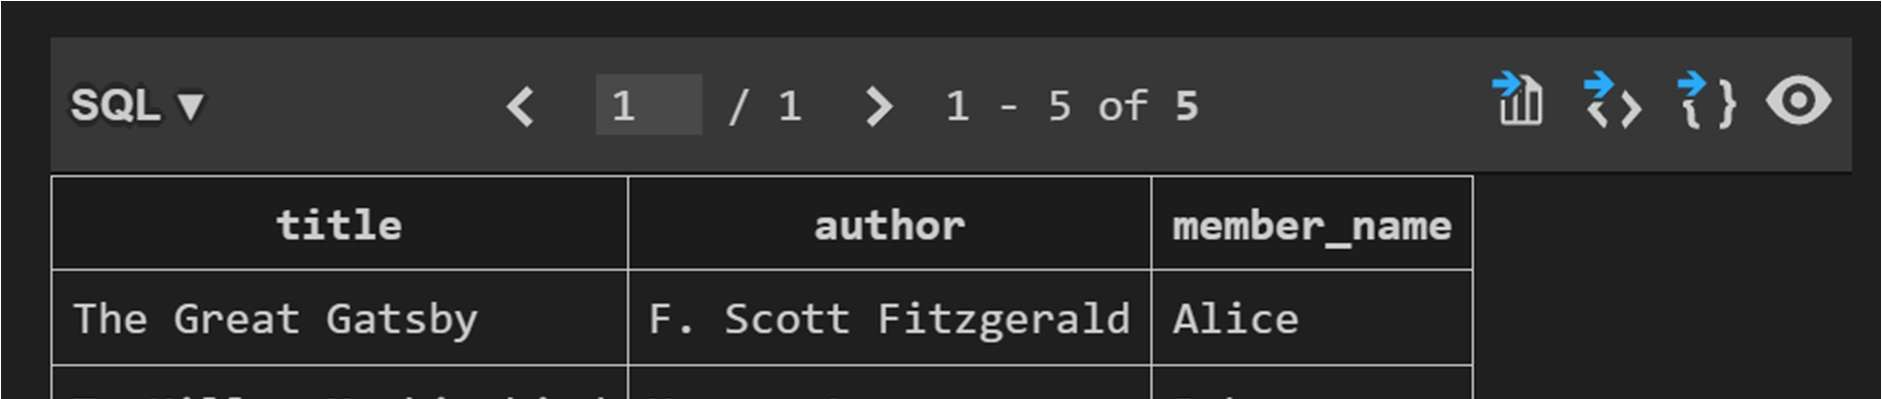 SQL ▼ 1 / 1 1 - 5 of 5
title author member_name
The Great Gatsby F. Scott Fitzgerald Alice